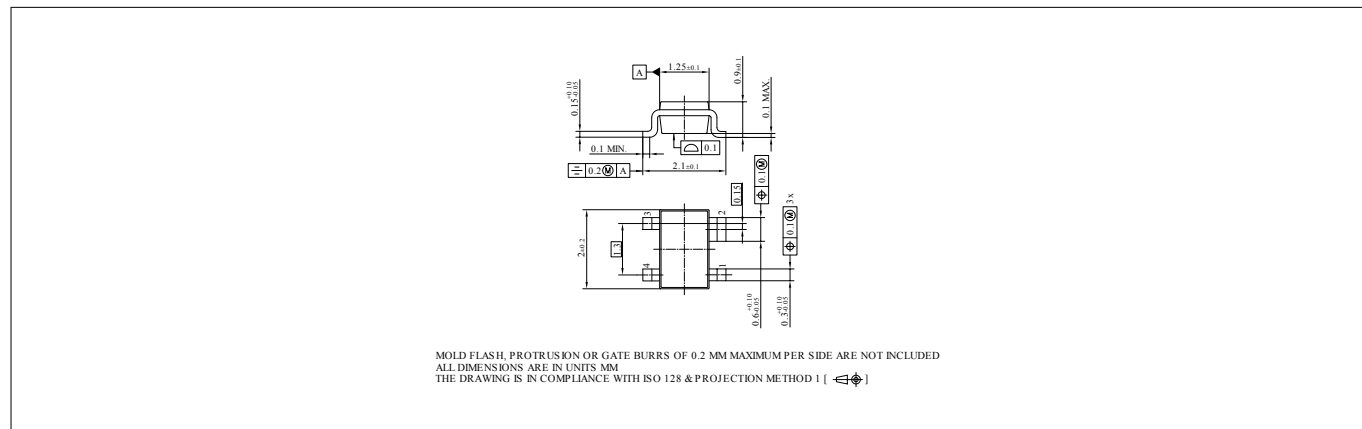 A
1.25±0.1
0.9±0.1
0.1 MAX.
0.15 +0.10 -0.05
0.1 MIN.
0.1
0.2 Ⓜ A
2.1±0.1
0.15
0.1Ⓜ
0.1Ⓜ 3x
3
2
2±0.2
1.3
4
1
0.6 +0.10 -0.05
0.3 +0.10 -0.05
MOLD FLASH, PROTRUSION OR GATE BURRS OF 0.2 MM MAXIMUM PER SIDE ARE NOT INCLUDED
ALL DIMENSIONS ARE IN UNITS MM
THE DRAWING IS IN COMPLIANCE WITH ISO 128 & PROJECTION METHOD 1 [ ]